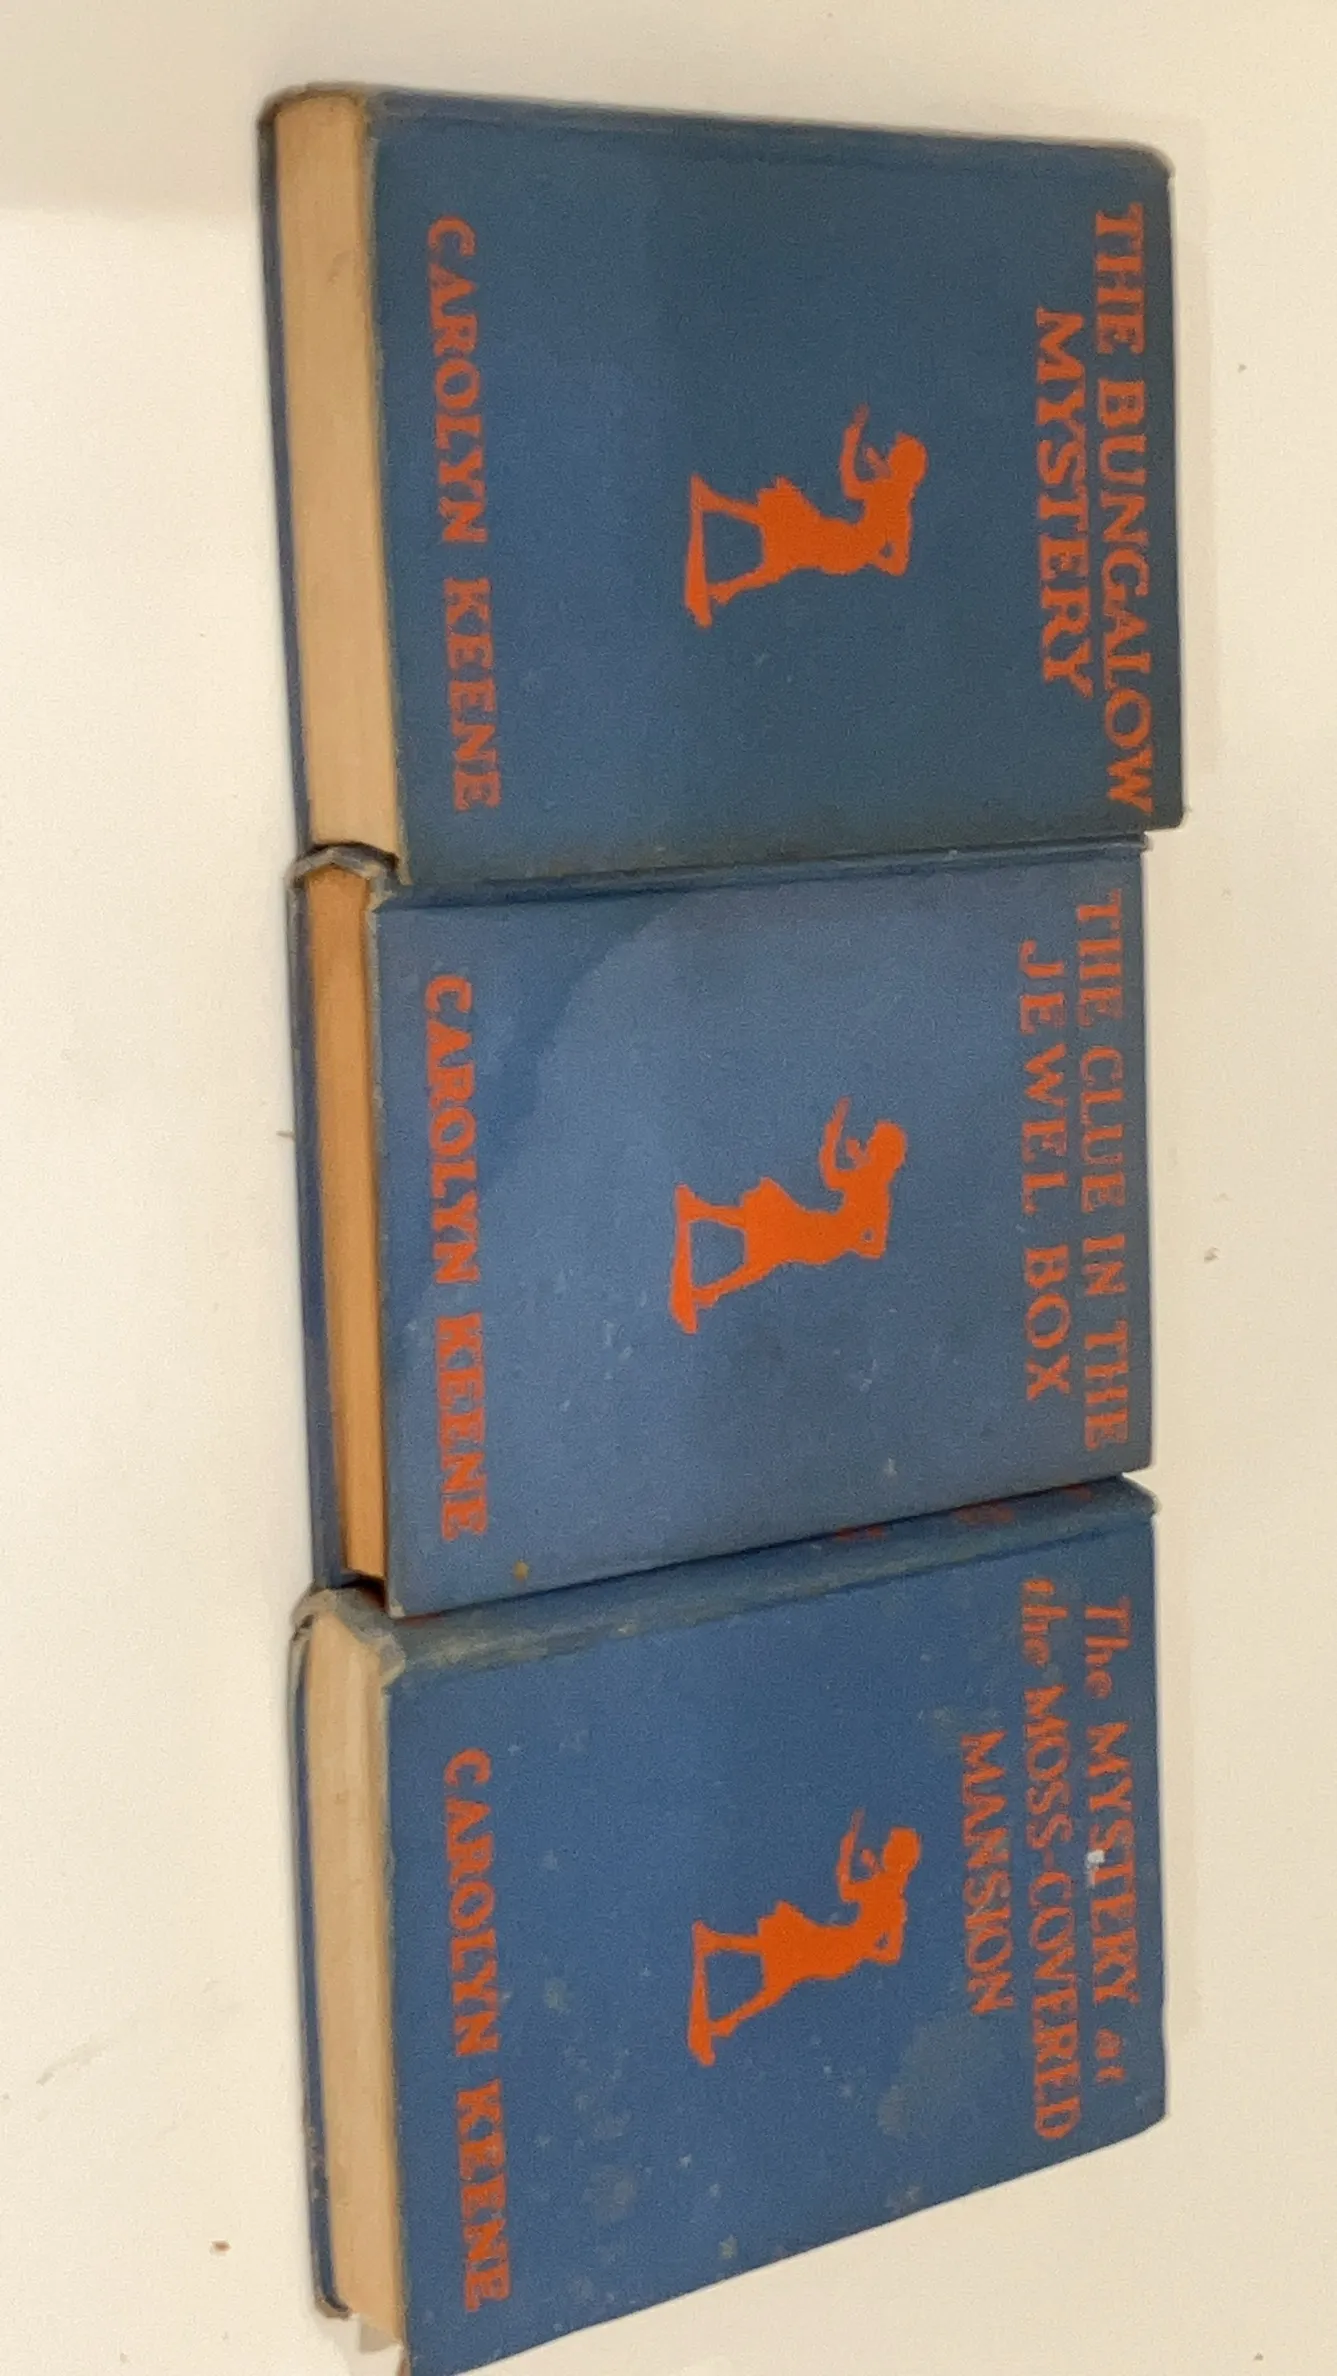 THE BUNGALOW
MYSTERY
CAROLYN KEENE
THE CLUE IN THE
JEWEL BOX
CAROLYN KEENE
The MYSTERY at
the MOSS-COVERED
MANSION
CAROLYN KEENE